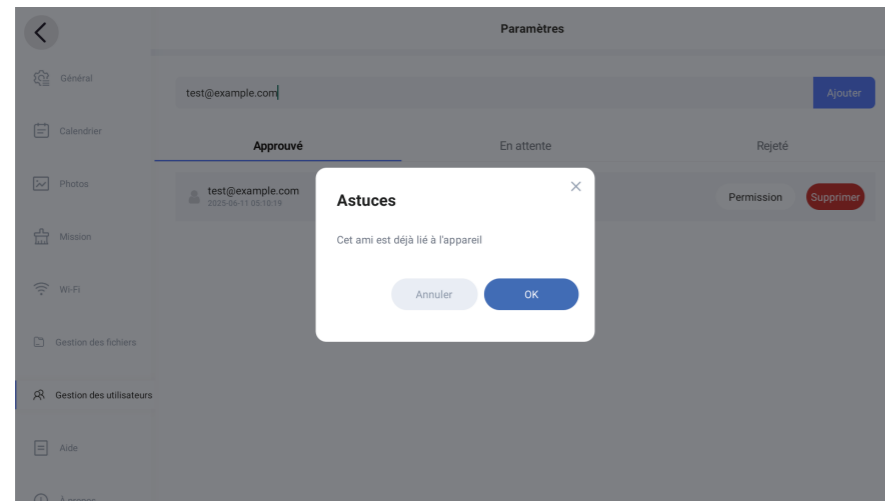 Paramètres
Général
test@example.com
Ajouter
Calendrier
Approuvé
En attente
Rejeté
Photos
test@example.com
2025-06-11 05:10:19
Permission
Supprimer
Astuces
Mission
Cet ami est déjà lié à l'appareil
Wi-Fi
Annuler
OK
Gestion des fichiers
Gestion des utilisateurs
Aide
À propos